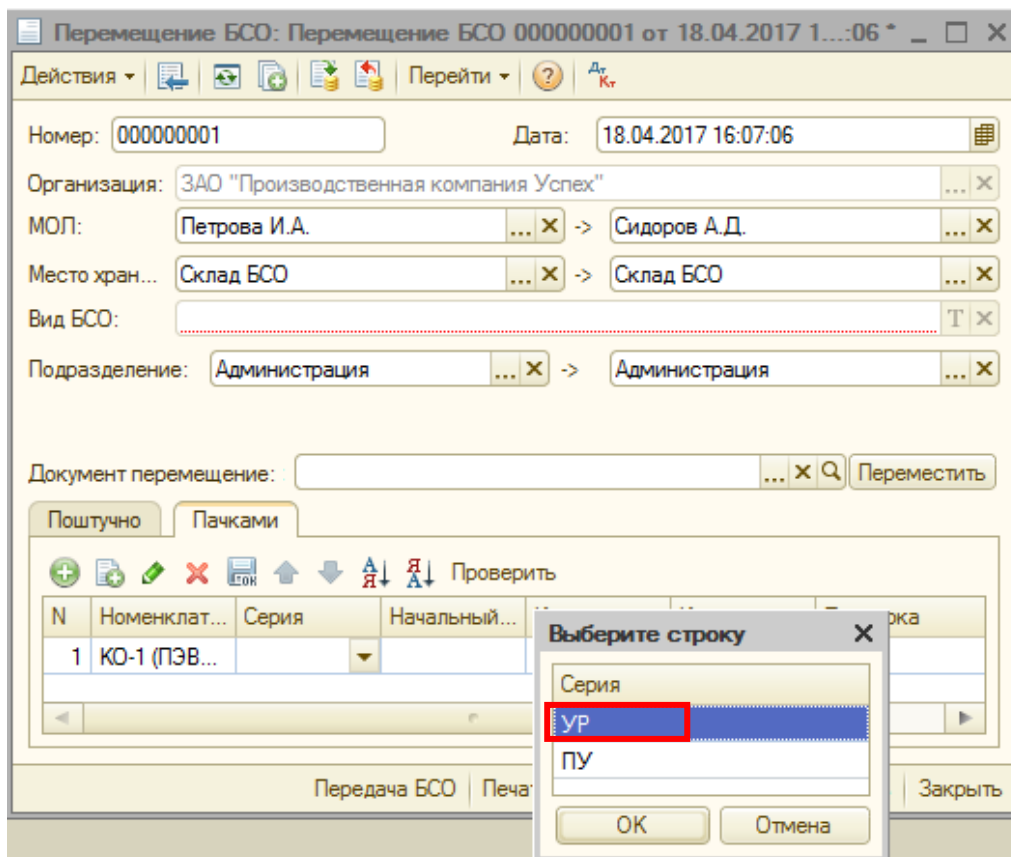 Перемещение БСО: Перемещение БСО 000000001 от 18.04.2017 1...:06 *
Действия Перейти Дт Кт
Номер: 000000001 Дата: 18.04.2017 16:07:06
Организация: ЗАО "Производственная компания Успех"
МОЛ: Петрова И.А. ... -> Сидоров А.Д. ...
Место хран... Склад БСО ... -> Склад БСО ...
Вид БСО: T
Подразделение: Администрация ... -> Администрация ...
Документ перемещение: ... Переместить
Поштучно Пачками
Проверить
N Номенклат... Серия Начальный...
1 КО-1 (ПЭВ...
Выберите строку
Серия
УР
ПУ
OK Отмена
Передача БСО Закрыть